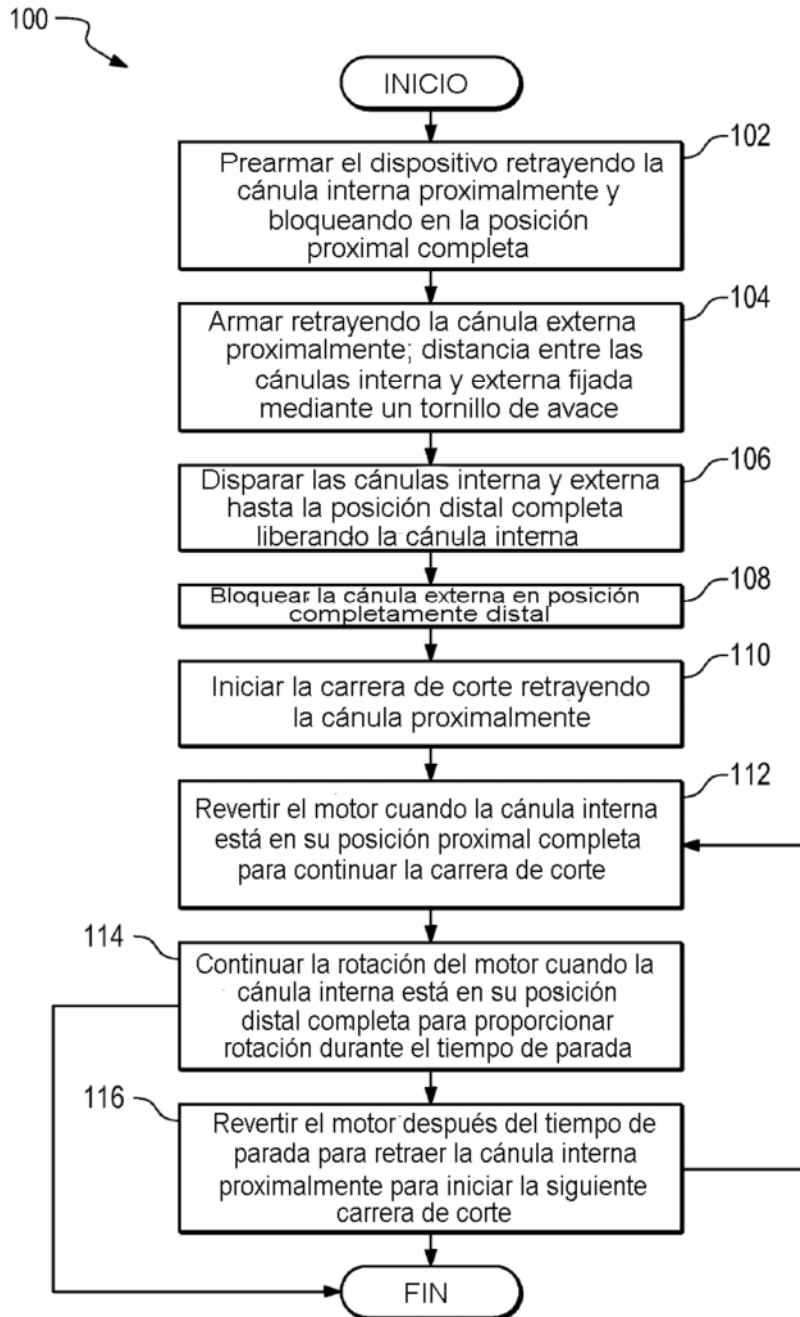 100
INICIO
102
Prearmar el dispositivo retrayendo la
cánula interna proximalmente y
bloqueando en la posición
proximal completa
104
Armar retrayendo la cánula externa
proximalmente; distancia entre las
cánulas interna y externa fijada
mediante un tornillo de avace
106
Disparar las cánulas interna y externa
hasta la posición distal completa
liberando la cánula interna
108
Bloquear la cánula externa en posición
completamente distal
110
Iniciar la carrera de corte retrayendo
la cánula proximalmente
112
Revertir el motor cuando la cánula interna
está en su posición proximal completa
para continuar la carrera de corte
114
Continuar la rotación del motor cuando la
cánula interna está en su posición
distal completa para proporcionar
rotación durante el tiempo de parada
116
Revertir el motor después del tiempo de
parada para retraer la cánula interna
proximalmente para iniciar la siguiente
carrera de corte
FIN